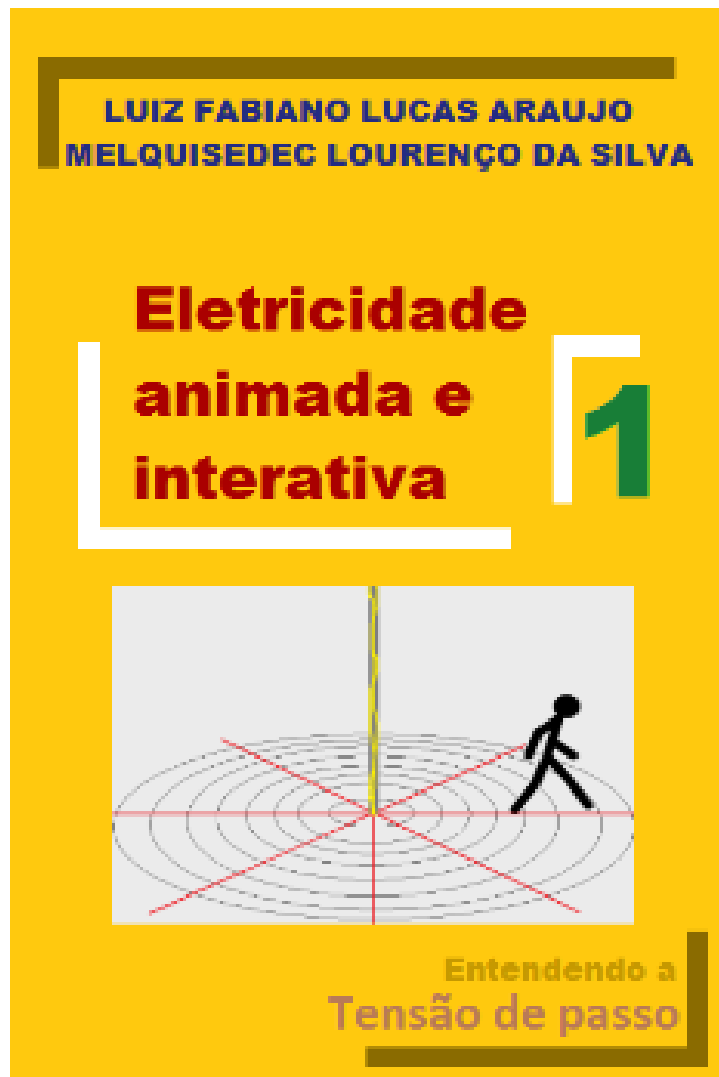 LUIZ FABIANO LUCAS ARAUJO
MELQUISEDEC LOURENÇO DA SILVA
Eletricidade
animada e
interativa
1
Entendendo a
Tensão de passo